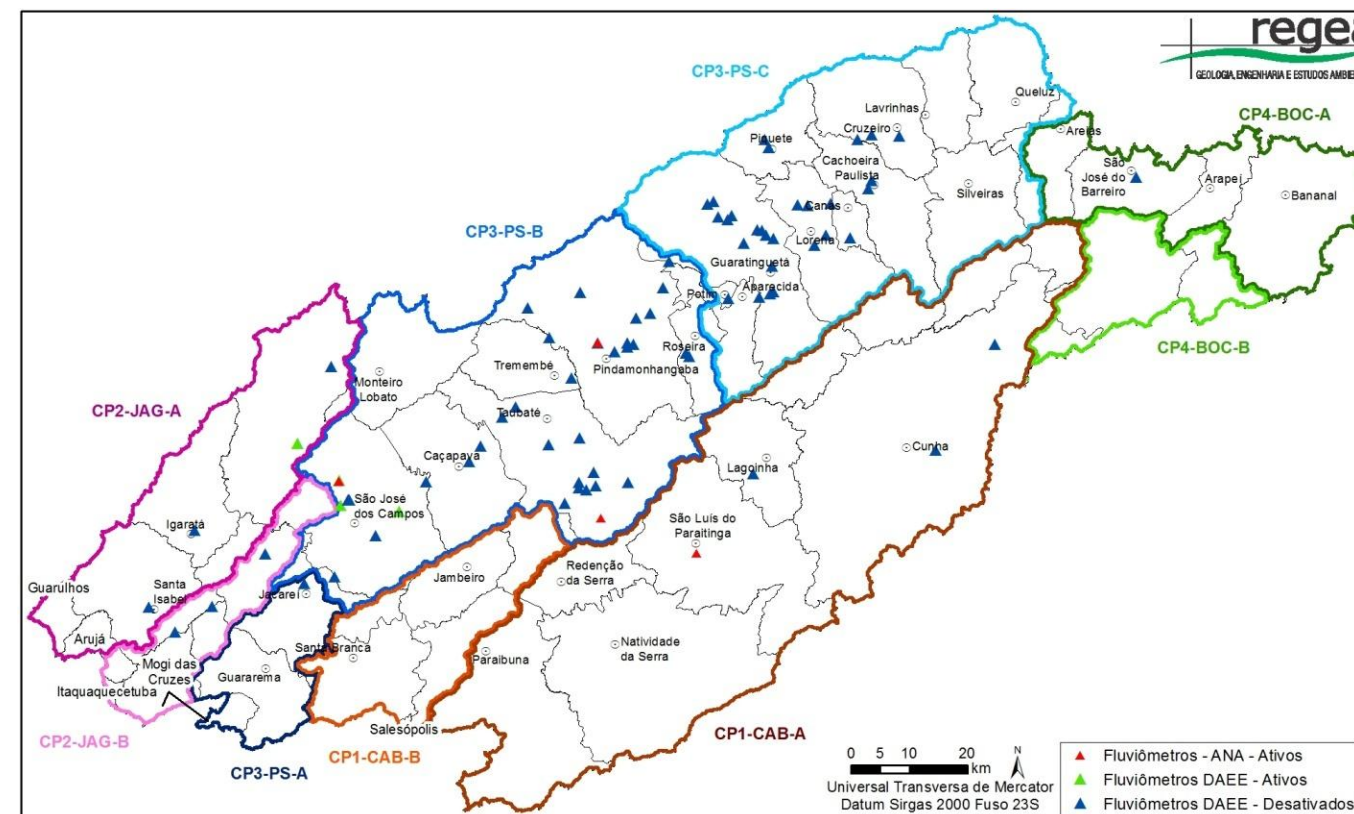 regea
GEOLOGIA, ENGENHARIA E ESTUDOS AMBIE
CP3-PS-C
Queluz
Lavrinhas
CP4-BOC-A
Cruzeiro
Areias
Piquete
São
José do
Barreiro
Cachoeira
Paulista
Arapeí
Silveiras
Bananal
Canas
CP3-PS-B
Lorena
Guaratinguetá
Potim
Aparecida
Roseira
CP4-BOC-B
Tremembé
Pindamonhangaba
Monteiro
Lobato
CP2-JAG-A
Taubaté
Cunha
Caçapava
Lagoinha
São José
dos Campos
São Luís do
Paraitinga
Igaratá
Redenção
da Serra
Jambeiro
Guarúlhos
Santa
Isabel
Jacareí
Arujá
Santa Branca
Natividade
da Serra
Paraibuna
Mogi das
Cruzes
Guararema
Itaquaquecetuba
Salesópolis
CP2-JAG-B
CP1-CAB-A
CP1-CAB-B
CP3-PS-A
0 5 10 20
km
N
Universal Transversa de Mercator
Datum Sirgas 2000 Fuso 23S
Fluviômetros - ANA - Ativos
Fluviômetros DAEE - Ativos
Fluviômetros DAEE - Desativados